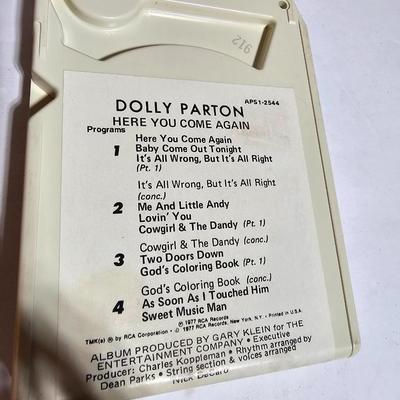 912
APS1-2544
DOLLY PARTON
HERE YOU COME AGAIN
Programs
1
Here You Come Again
Baby Come Out Tonight
It's All Wrong, But It's All Right
(Pt. 1)
It's All Wrong, But It's All Right
(conc.)
2
Me And Little Andy
Lovin' You
Cowgirl & The Dandy (Pt. 1)
Cowgirl & The Dandy (conc.)
3
Two Doors Down
God's Coloring Book (Pt. 1)
God's Coloring Book (conc.)
4
As Soon As I Touched Him
Sweet Music Man
℗ 1977 RCA Records
TMK(s) ® by RCA Corporation • © 1977 RCA Records, New York, N.Y. • Printed in U.S.A.
ALBUM PRODUCED BY GARY KLEIN for THE
ENTERTAINMENT COMPANY • Executive
Producer: Charles Koppleman • Rhythm arranged by
Dean Parks • String section & voices arranged
Nick DeCaro